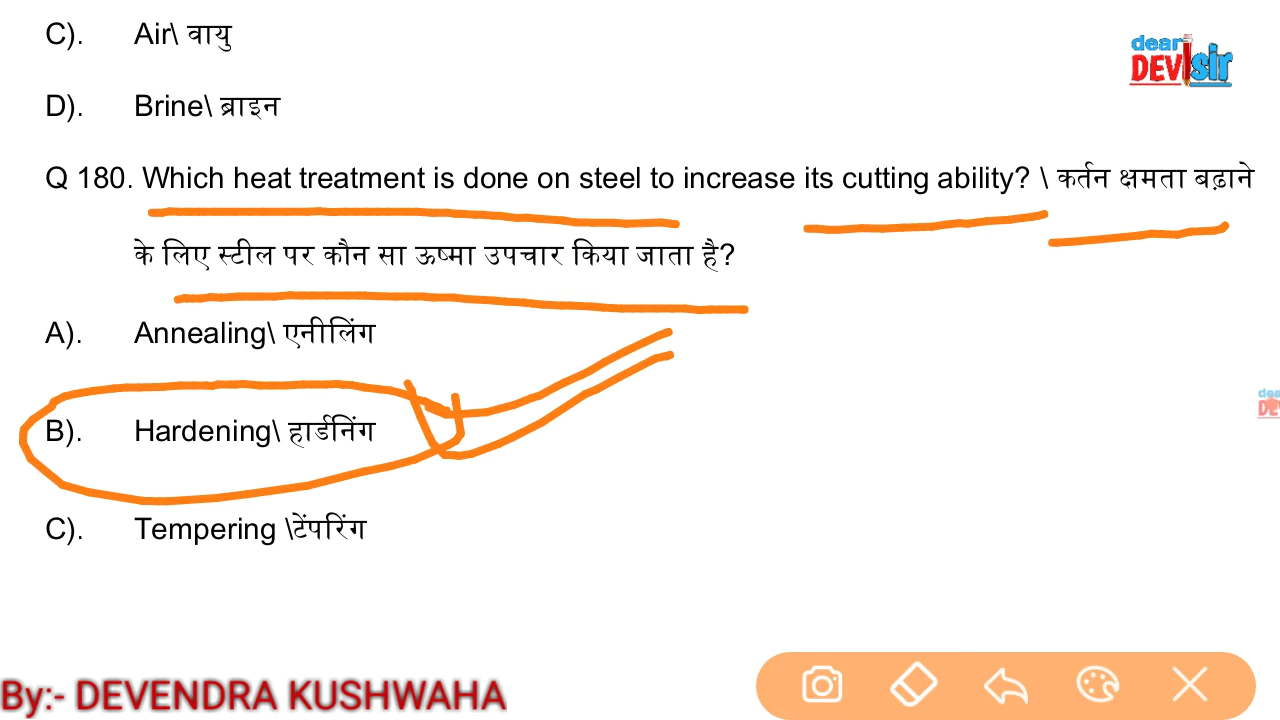 C). Air\ वायु
dear
DEV sir
D). Brine\ ब्राइन
Q 180. Which heat treatment is done on steel to increase its cutting ability? \ कर्तन क्षमता बढ़ाने
के लिए स्टील पर कौन सा ऊष्मा उपचार किया जाता है?
A). Annealing\ एनीलिंग
B). Hardening\ हार्डनिंग
C). Tempering \टेंपरिंग
By:- DEVENDRA KUSHWAHA